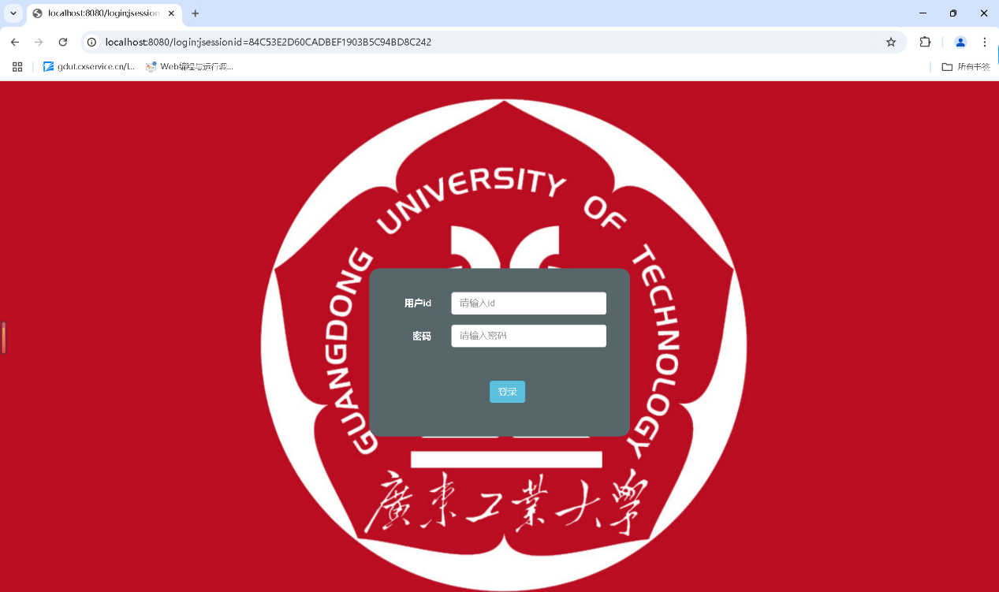 localhost:8080/login;jsession
localhost:8080/login;jsessionid=84C53E2D60CADBEF1903B5C94BD8C242
gdut.cxservice.cn/l...
Web编程与运行调...
所有书签
GUANGDONG UNIVERSITY OF TECHNOLOGY
用户id
请输入id
密码
请输入密码
登录
廣東工業大學